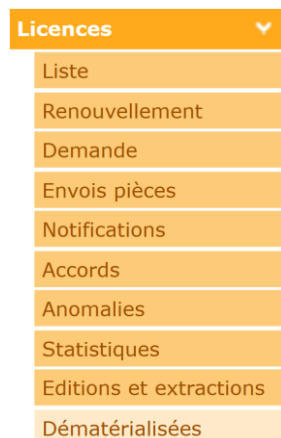 Licences
Liste
Renouvellement
Demande
Envois pièces
Notifications
Accords
Anomalies
Statistiques
Editions et extractions
Dématérialisées